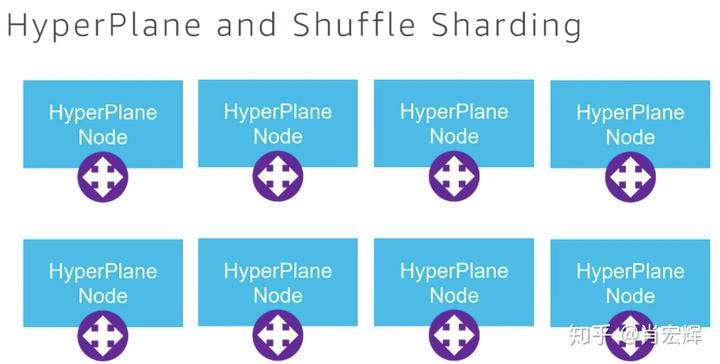 HyperPlane and Shuffle Sharding
HyperPlane
Node
HyperPlane
Node
HyperPlane
Node
HyperPlane
Node
HyperPlane
Node
HyperPlane
Node
HyperPlane
Node
HyperPlane
Node
知乎 @肖宏辉